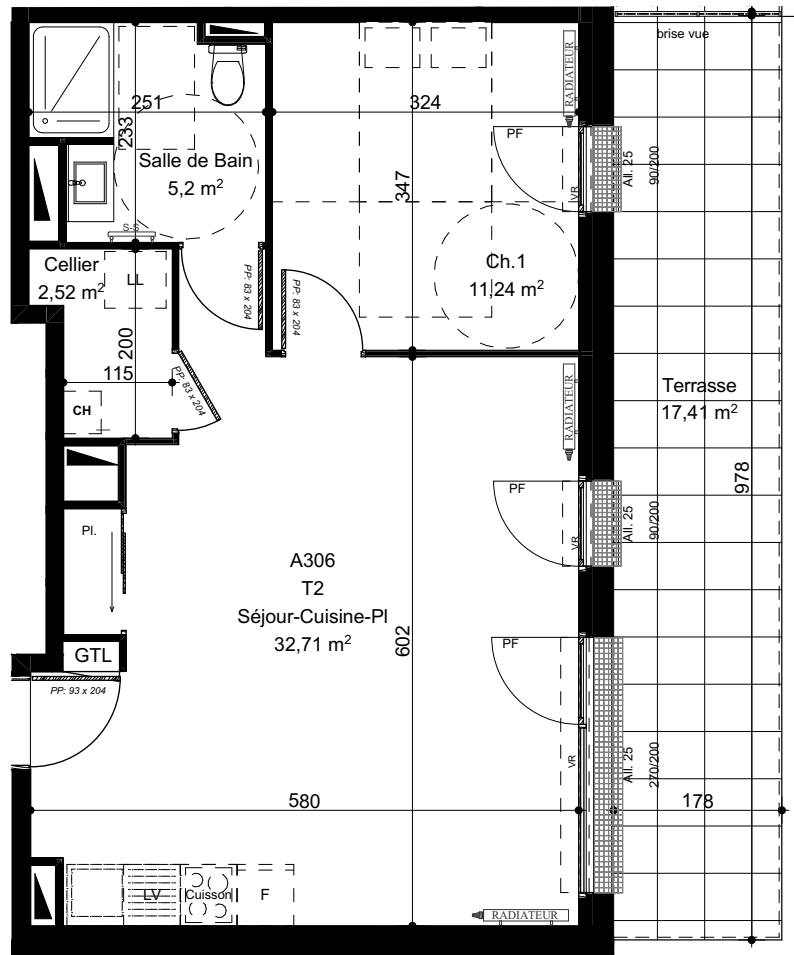 brise vue
RADIATEUR
251
324
233
PF
All. 25
90/200
Salle de Bain
5,2 m²
347
VR
S-S
Cellier
2,52 m²
LL
Ch.1
11,24 m²
PP: 83 x 204
PP: 83 x 204
200
115
PP: 83 x 204
CH
RADIATEUR
Terrasse
17,41 m²
978
PF
All. 25
90/200
VR
Pl.
A306
T2
Séjour-Cuisine-Pl
32,71 m²
602
GTL
PP: 93 x 204
PF
VR
All. 25
270/200
580
178
LV
Cuisson
F
RADIATEUR